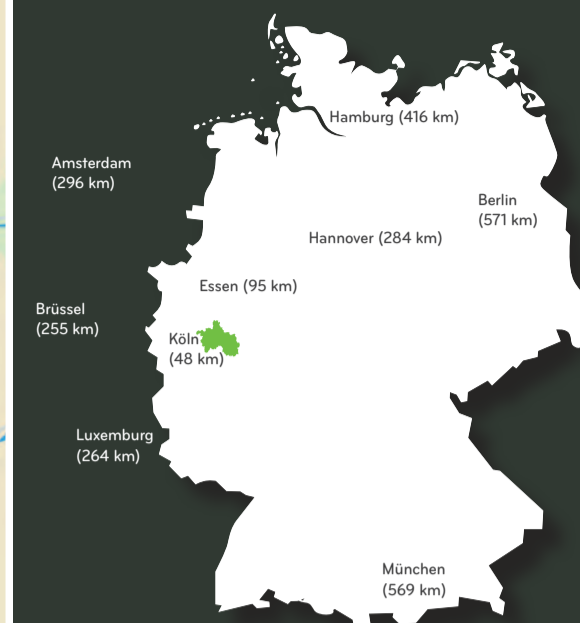 Hamburg (416 km)
Amsterdam
(296 km)
Berlin
(571 km)
Hannover (284 km)
Essen (95 km)
Brüssel
(255 km)
Köln
(48 km)
Luxemburg
(264 km)
München
(569 km)